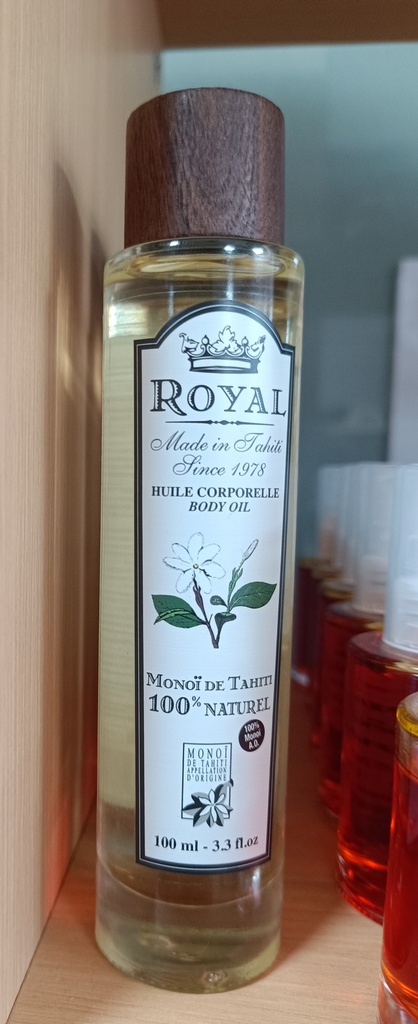 ROYAL
Made in Tahiti
Since 1978
HUILE CORPORELLE
BODY OIL
MONOÏ DE TAHITI
100% NATUREL
100%
Monoï
A.O.
MONOÏ
DE TAHITI
APPELLATION
D'ORIGINE
100 ml - 3.3 fl.oz